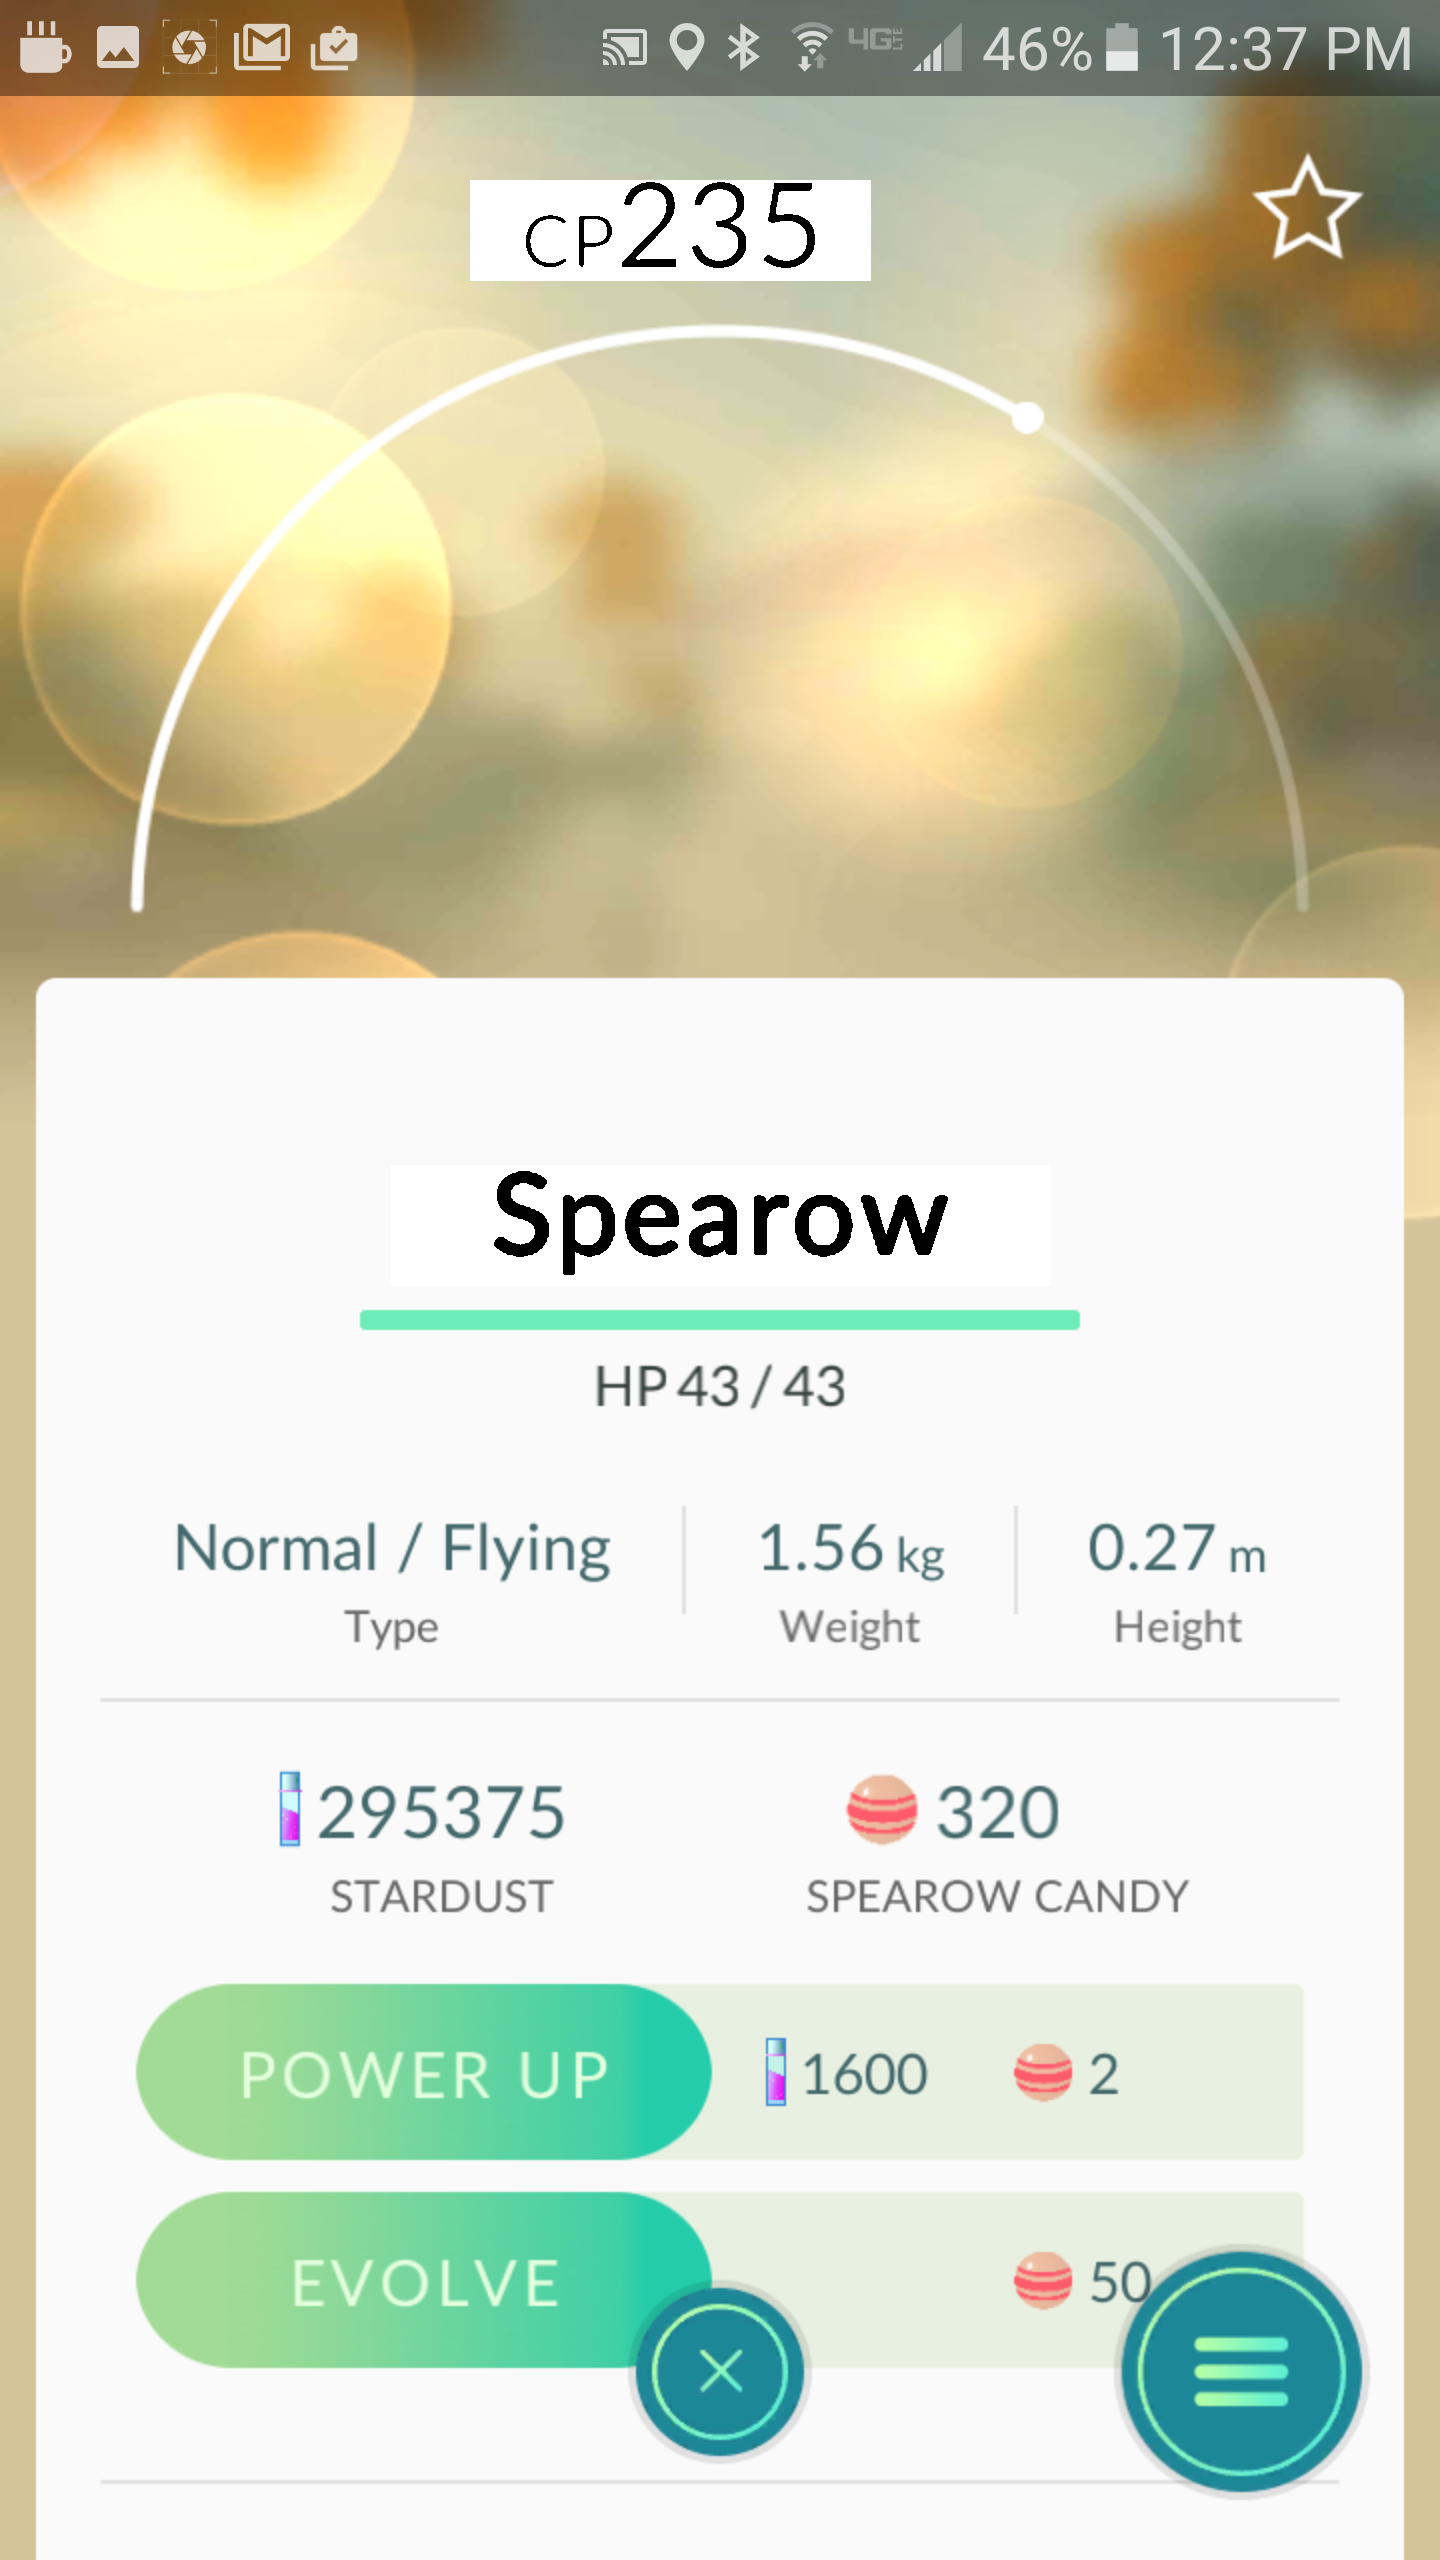 4G LTE 46% 12:37 PM
CP235
Spearow
HP 43 / 43
Normal / Flying 1.56 kg 0.27 m
Type Weight Height
295375 320
STARDUST SPEAROW CANDY
POWER UP 1600 2
EVOLVE 50